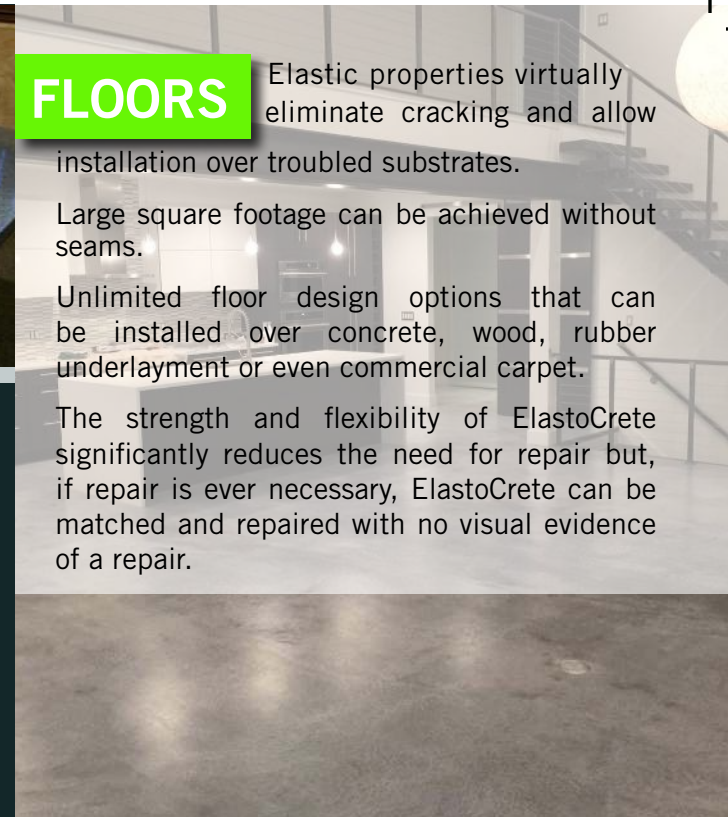 FLOORS
Elastic properties virtually
eliminate cracking and allow
installation over troubled substrates.
Large square footage can be achieved without
seams.
Unlimited floor design options that can
be installed over concrete, wood, rubber
underlayment or even commercial carpet.
The strength and flexibility of ElastoCrete
significantly reduces the need for repair but,
if repair is ever necessary, ElastoCrete can be
matched and repaired with no visual evidence
of a repair.